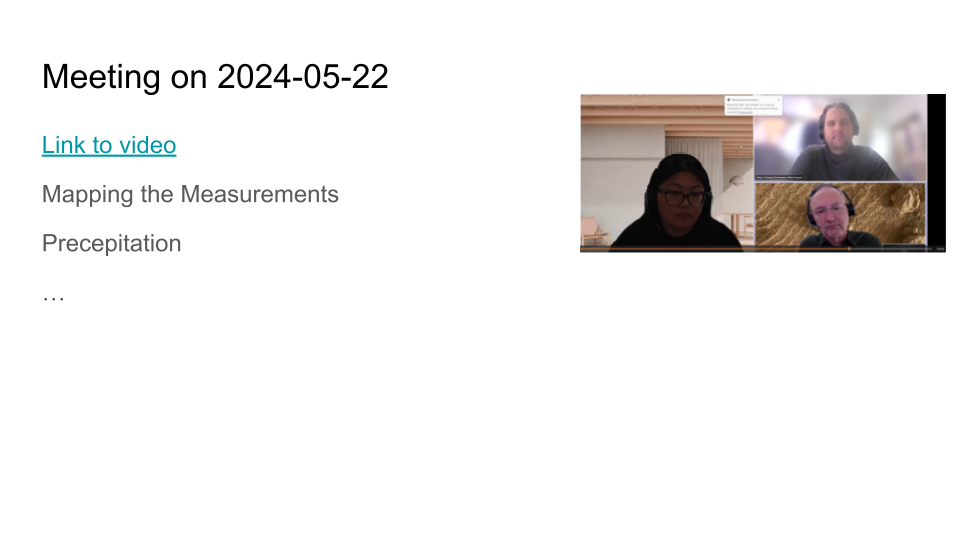 Meeting on 2024-05-22
Link to video
Mapping the Measurements
Precepitation
…